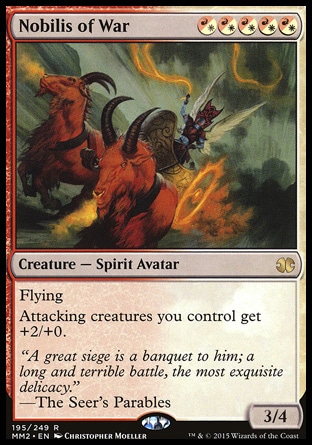 Nobilis of War
Creature — Spirit Avatar
Flying
Attacking creatures you control get
+2/+0.
“A great siege is a banquet to him; a
long and terrible battle, the most exquisite
delicacy.”
—The Seer's Parables
195/249 R
MM2 • EN Christopher Moeller
™ & © 2015 Wizards of the Coast
3/4